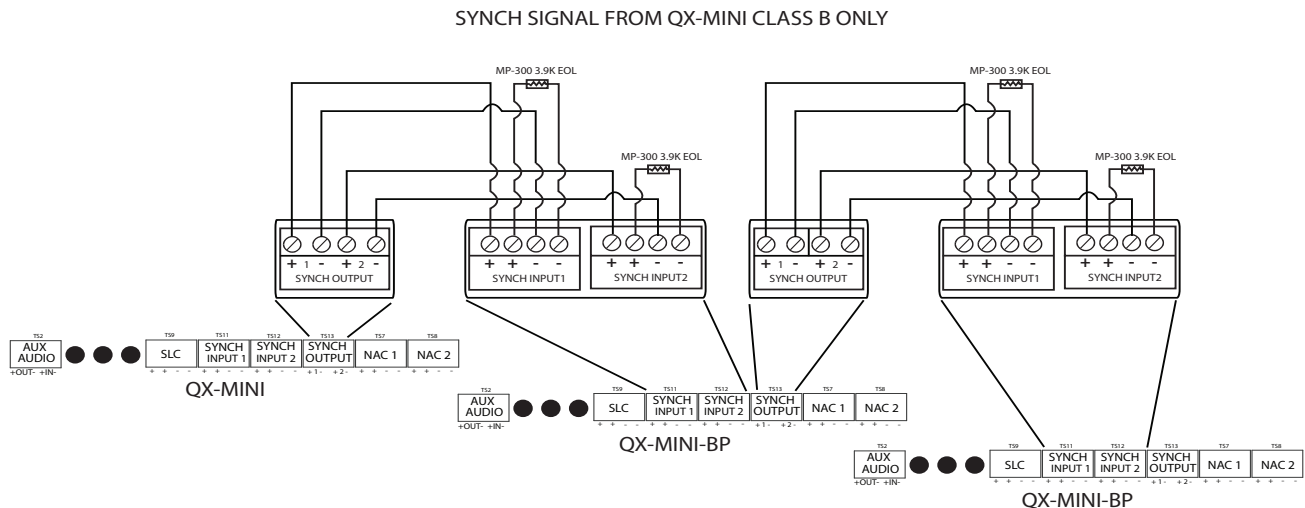 SYNCH SIGNAL FROM QX-MINI CLASS B ONLY
MP-300 3.9K EOL
MP-300 3.9K EOL
MP-300 3.9K EOL
MP-300 3.9K EOL
+ 1 - + 2 -
SYNCH OUTPUT
+ + - -
SYNCH INPUT1
+ + - -
SYNCH INPUT2
+ 1 - + 2 -
SYNCH OUTPUT
+ + - -
SYNCH INPUT1
+ + - -
SYNCH INPUT2
TS2
AUX
AUDIO
+OUT- +IN-
TS9
SLC
+ + - -
TS11
SYNCH
INPUT 1
+ + - -
TS12
SYNCH
INPUT 2
+ + - -
TS13
SYNCH
OUTPUT
+ 1 - + 2 -
TS7
NAC 1
+ + - -
TS8
NAC 2
+ + - -
QX-MINI
TS2
AUX
AUDIO
+OUT- +IN-
TS9
SLC
+ + - -
TS11
SYNCH
INPUT 1
+ + - -
TS12
SYNCH
INPUT 2
+ + - -
TS13
SYNCH
OUTPUT
+ 1 - + 2 -
TS7
NAC 1
+ + - -
TS8
NAC 2
+ + - -
QX-MINI-BP
TS2
AUX
AUDIO
+OUT- +IN-
TS9
SLC
+ + - -
TS11
SYNCH
INPUT 1
+ + - -
TS12
SYNCH
INPUT 2
+ + - -
TS13
SYNCH
OUTPUT
+ 1 - + 2 -
TS7
NAC 1
+ + - -
TS8
NAC 2
+ + - -
QX-MINI-BP